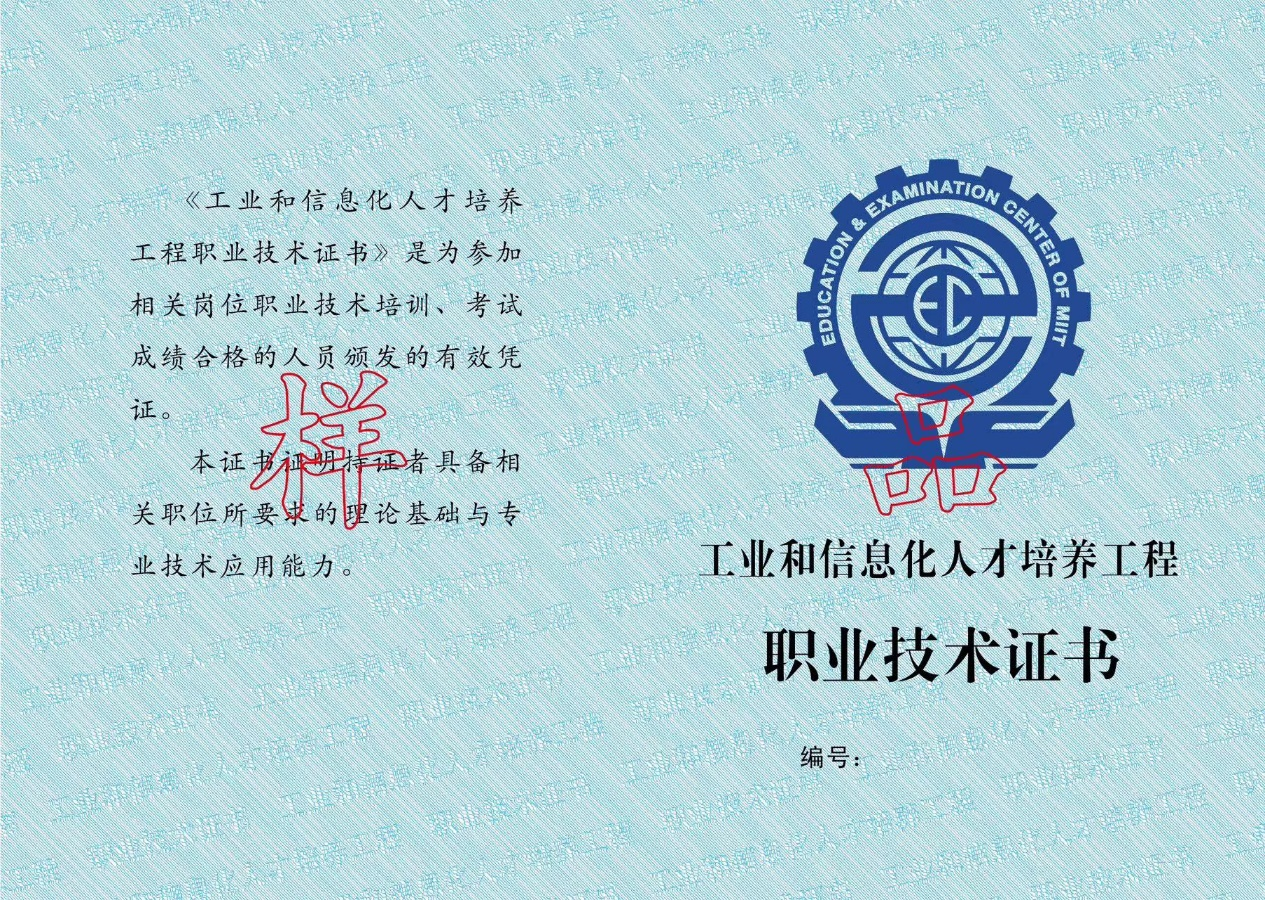 《工业和信息化人才培养
工程职业技术证书》是为参加
相关岗位职业技术培训、考试
成绩合格的人员颁发的有效凭
证。
本证书证明持证者具备相
关职位所要求的理论基础与专
业技术应用能力。
样
EDUCATION & EXAMINATION CENTER OF MIIT
EC
品
工业和信息化人才培养工程
职业技术证书
编号：